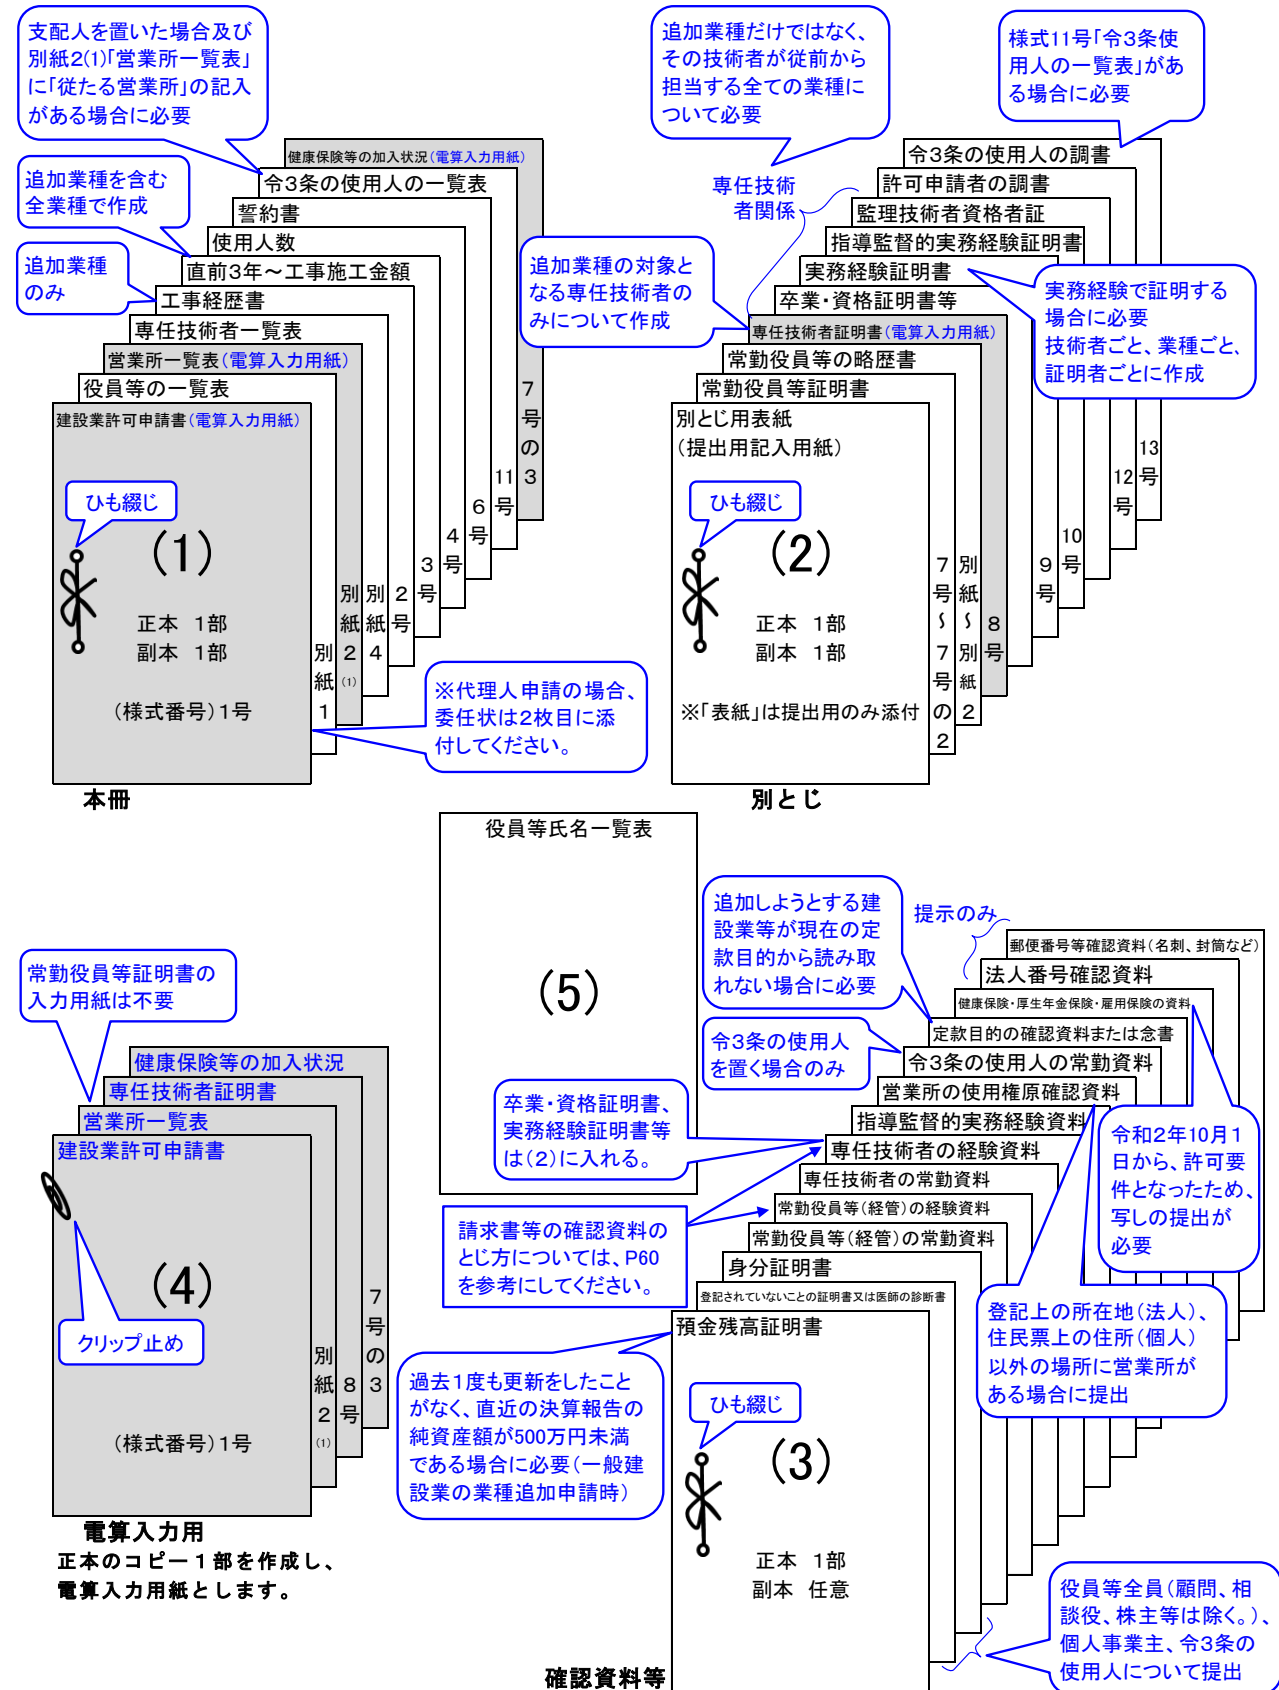 支配人を置いた場合及び
別紙2(1)「営業所一覧表」
に「従たる営業所」の記入
がある場合に必要
追加業種を含む
全業種で作成
追加業種
のみ
健康保険等の加入状況(電算入力用紙)
令3条の使用人の一覧表
誓約書
使用人数
直前3年～工事施工金額
工事経歴書
専任技術者一覧表
営業所一覧表(電算入力用紙)
役員等の一覧表
建設業許可申請書(電算入力用紙)
ひも綴じ
(1)
正本 1部
副本 1部
(様式番号)1号
別紙1
別紙2(1)
別紙4
2号
3号
4号
6号
11号
7号の3
※代理人申請の場合、
委任状は2枚目に添
付してください。
本冊
追加業種だけではなく、
その技術者が従前から
担当する全ての業種に
ついて必要
様式11号「令3条使
用人の一覧表」があ
る場合に必要
専任技術
者関係
追加業種の対象と
なる専任技術者の
みについて作成
令3条の使用人の調書
許可申請者の調書
監理技術者資格者証
指導監督的実務経験証明書
実務経験証明書
卒業・資格証明書等
専任技術者証明書(電算入力用紙)
常勤役員等の略歴書
常勤役員等証明書
別とじ用表紙
(提出用記入用紙)
実務経験で証明する
場合に必要
技術者ごと、業種ごと、
証明者ごとに作成
ひも綴じ
(2)
正本 1部
副本 1部
※「表紙」は提出用のみ添付
7号～7号の2
別紙～別紙2
8号
9号
10号
12号
13号
別とじ
役員等氏名一覧表
(5)
常勤役員等証明書の
入力用紙は不要
健康保険等の加入状況
専任技術者証明書
営業所一覧表
建設業許可申請書
(4)
クリップ止め
(様式番号)1号
別紙2(1)
8号
7号の3
電算入力用
正本のコピー1部を作成し、
電算入力用紙とします。
追加しようとする建
設業等が現在の定
款目的から読み取
れない場合に必要
提示のみ
令3条の使用人
を置く場合のみ
卒業・資格証明書、
実務経験証明書等
は(2)に入れる。
請求書等の確認資料の
とじ方については、P60
を参考にしてください。
郵便番号等確認資料(名刺、封筒など)
法人番号確認資料
健康保険・厚生年金保険・雇用保険の資料
定款目的の確認資料または念書
令3条の使用人の常勤資料
営業所の使用権原確認資料
指導監督的実務経験資料
専任技術者の経験資料
専任技術者の常勤資料
常勤役員等(経管)の経験資料
常勤役員等(経管)の常勤資料
身分証明書
登記されていないことの証明書又は医師の診断書
預金残高証明書
令和2年10月1
日から、許可要
件となったため、
写しの提出が
必要
登記上の所在地(法人)、
住民票上の住所(個人)
以外の場所に営業所が
ある場合に提出
過去1度も更新をしたこと
がなく、直近の決算報告の
純資産額が500万円未満
である場合に必要(一般建
設業の業種追加申請時)
ひも綴じ
(3)
正本 1部
副本 任意
役員等全員(顧問、相
談役、株主等は除く。)、
個人事業主、令3条の
使用人について提出
確認資料等